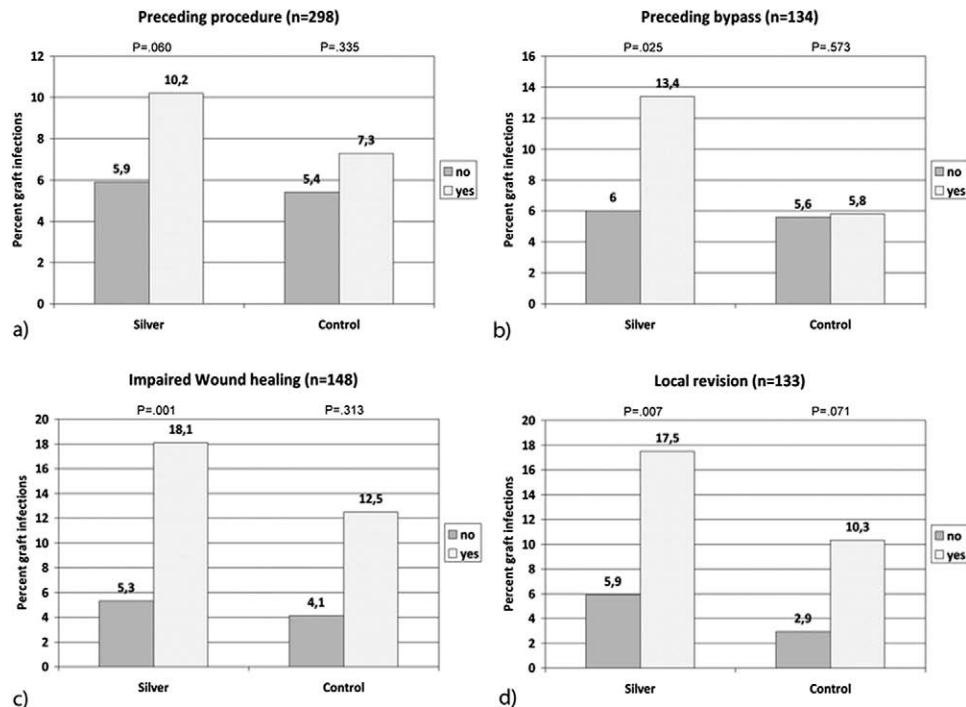 Preceding procedure (n=298)
P=.060 P=.335
Percent graft infections
12
10
8
6
4
2
0
5,9
10,2
5,4
7,3
no
yes
Silver Control
a)
Preceding bypass (n=134)
P=.025 P=.573
Percent graft infections
16
14
12
10
8
6
4
2
0
6
13,4
5,6
5,8
no
yes
Silver Control
b)
Impaired Wound healing (n=148)
P=.001 P=.313
Percent graft infections
20
18
16
14
12
10
8
6
4
2
0
5,3
18,1
4,1
12,5
no
yes
Silver Control
c)
Local revision (n=133)
P=.007 P=.071
Percent graft infections
20
18
16
14
12
10
8
6
4
2
0
5,9
17,5
2,9
10,3
no
yes
Silver Control
d)